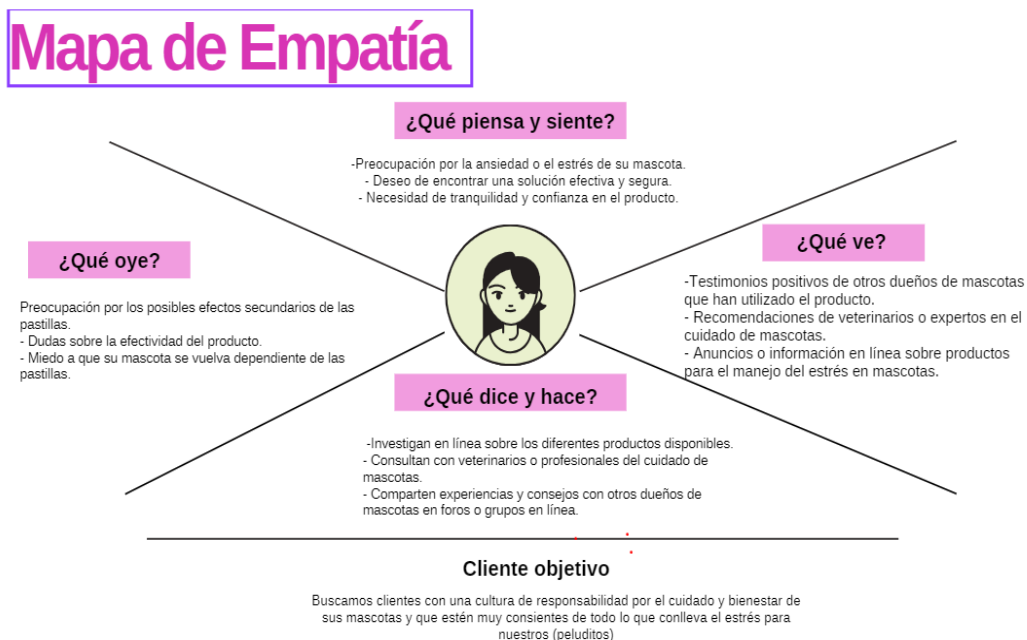 Mapa de Empatía
¿Qué piensa y siente?
-Preocupación por la ansiedad o el estrés de su mascota.
- Deseo de encontrar una solución efectiva y segura.
- Necesidad de tranquilidad y confianza en el producto.
¿Qué oye?
Preocupación por los posibles efectos secundarios de las
pastillas.
- Dudas sobre la efectividad del producto.
- Miedo a que su mascota se vuelva dependiente de las
pastillas.
¿Qué ve?
-Testimonios positivos de otros dueños de mascotas
que han utilizado el producto.
- Recomendaciones de veterinarios o expertos en el
cuidado de mascotas.
- Anuncios o información en línea sobre productos
para el manejo del estrés en mascotas.
¿Qué dice y hace?
-Investigan en línea sobre los diferentes productos disponibles.
- Consultan con veterinarios o profesionales del cuidado de
mascotas.
- Comparten experiencias y consejos con otros dueños de
mascotas en foros o grupos en línea.
Cliente objetivo
Buscamos clientes con una cultura de responsabilidad por el cuidado y bienestar de
sus mascotas y que estén muy consientes de todo lo que conlleva el estrés para
nuestros (peluditos)